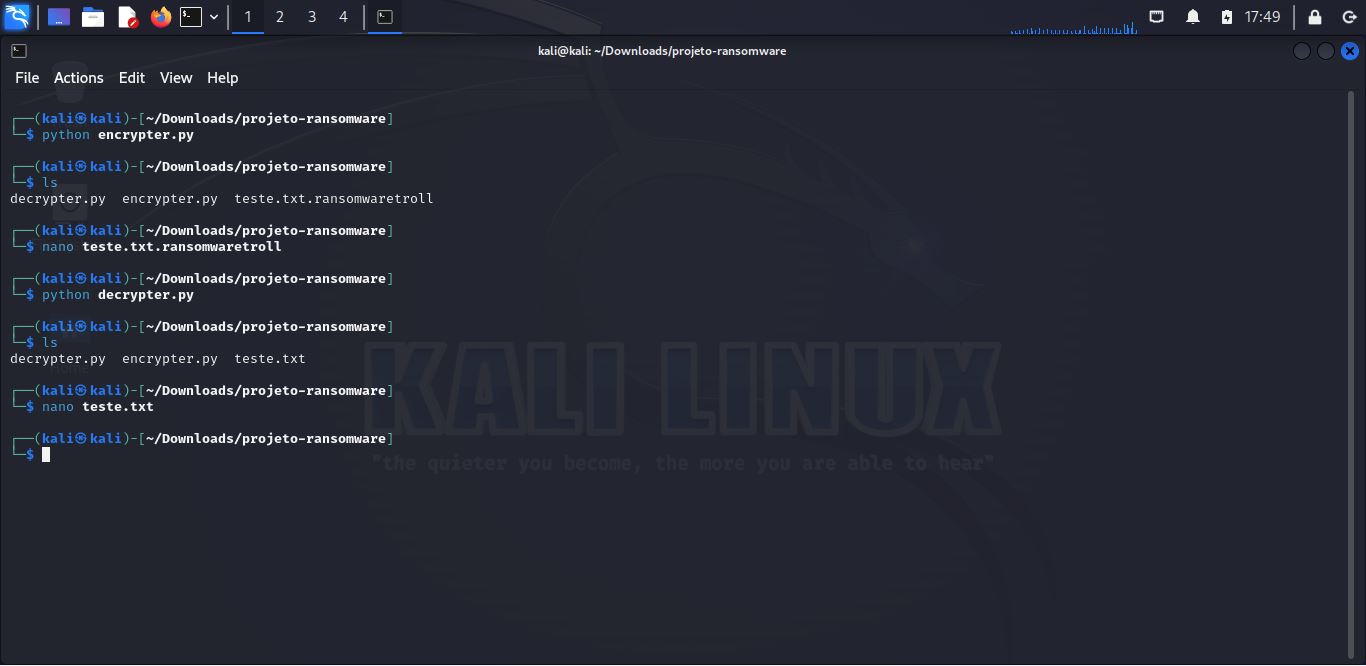 1 2 3 4 17:49
kali@kali: ~/Downloads/projeto-ransomware
File Actions Edit View Help
┌──(kali㉿kali)-[~/Downloads/projeto-ransomware]
└─$ python encrypter.py
┌──(kali㉿kali)-[~/Downloads/projeto-ransomware]
└─$ ls
decrypter.py encrypter.py teste.txt.ransomwaretroll
┌──(kali㉿kali)-[~/Downloads/projeto-ransomware]
└─$ nano teste.txt.ransomwaretroll
┌──(kali㉿kali)-[~/Downloads/projeto-ransomware]
└─$ python decrypter.py
┌──(kali㉿kali)-[~/Downloads/projeto-ransomware]
└─$ ls
decrypter.py encrypter.py teste.txt
Home
┌──(kali㉿kali)-[~/Downloads/projeto-ransomware]
└─$ nano teste.txt
KALI LINUX
┌──(kali㉿kali)-[~/Downloads/projeto-ransomware]
└─$
"the quieter you become, the more you are able to hear"